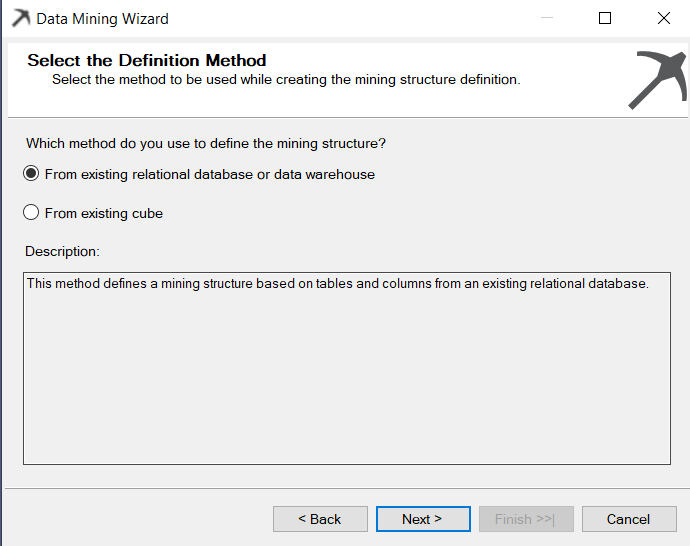 Data Mining Wizard
Select the Definition Method
Select the method to be used while creating the mining structure definition.
Which method do you use to define the mining structure?
From existing relational database or data warehouse
From existing cube
Description:
This method defines a mining structure based on tables and columns from an existing relational database.
< Back
Next >
Finish >>|
Cancel